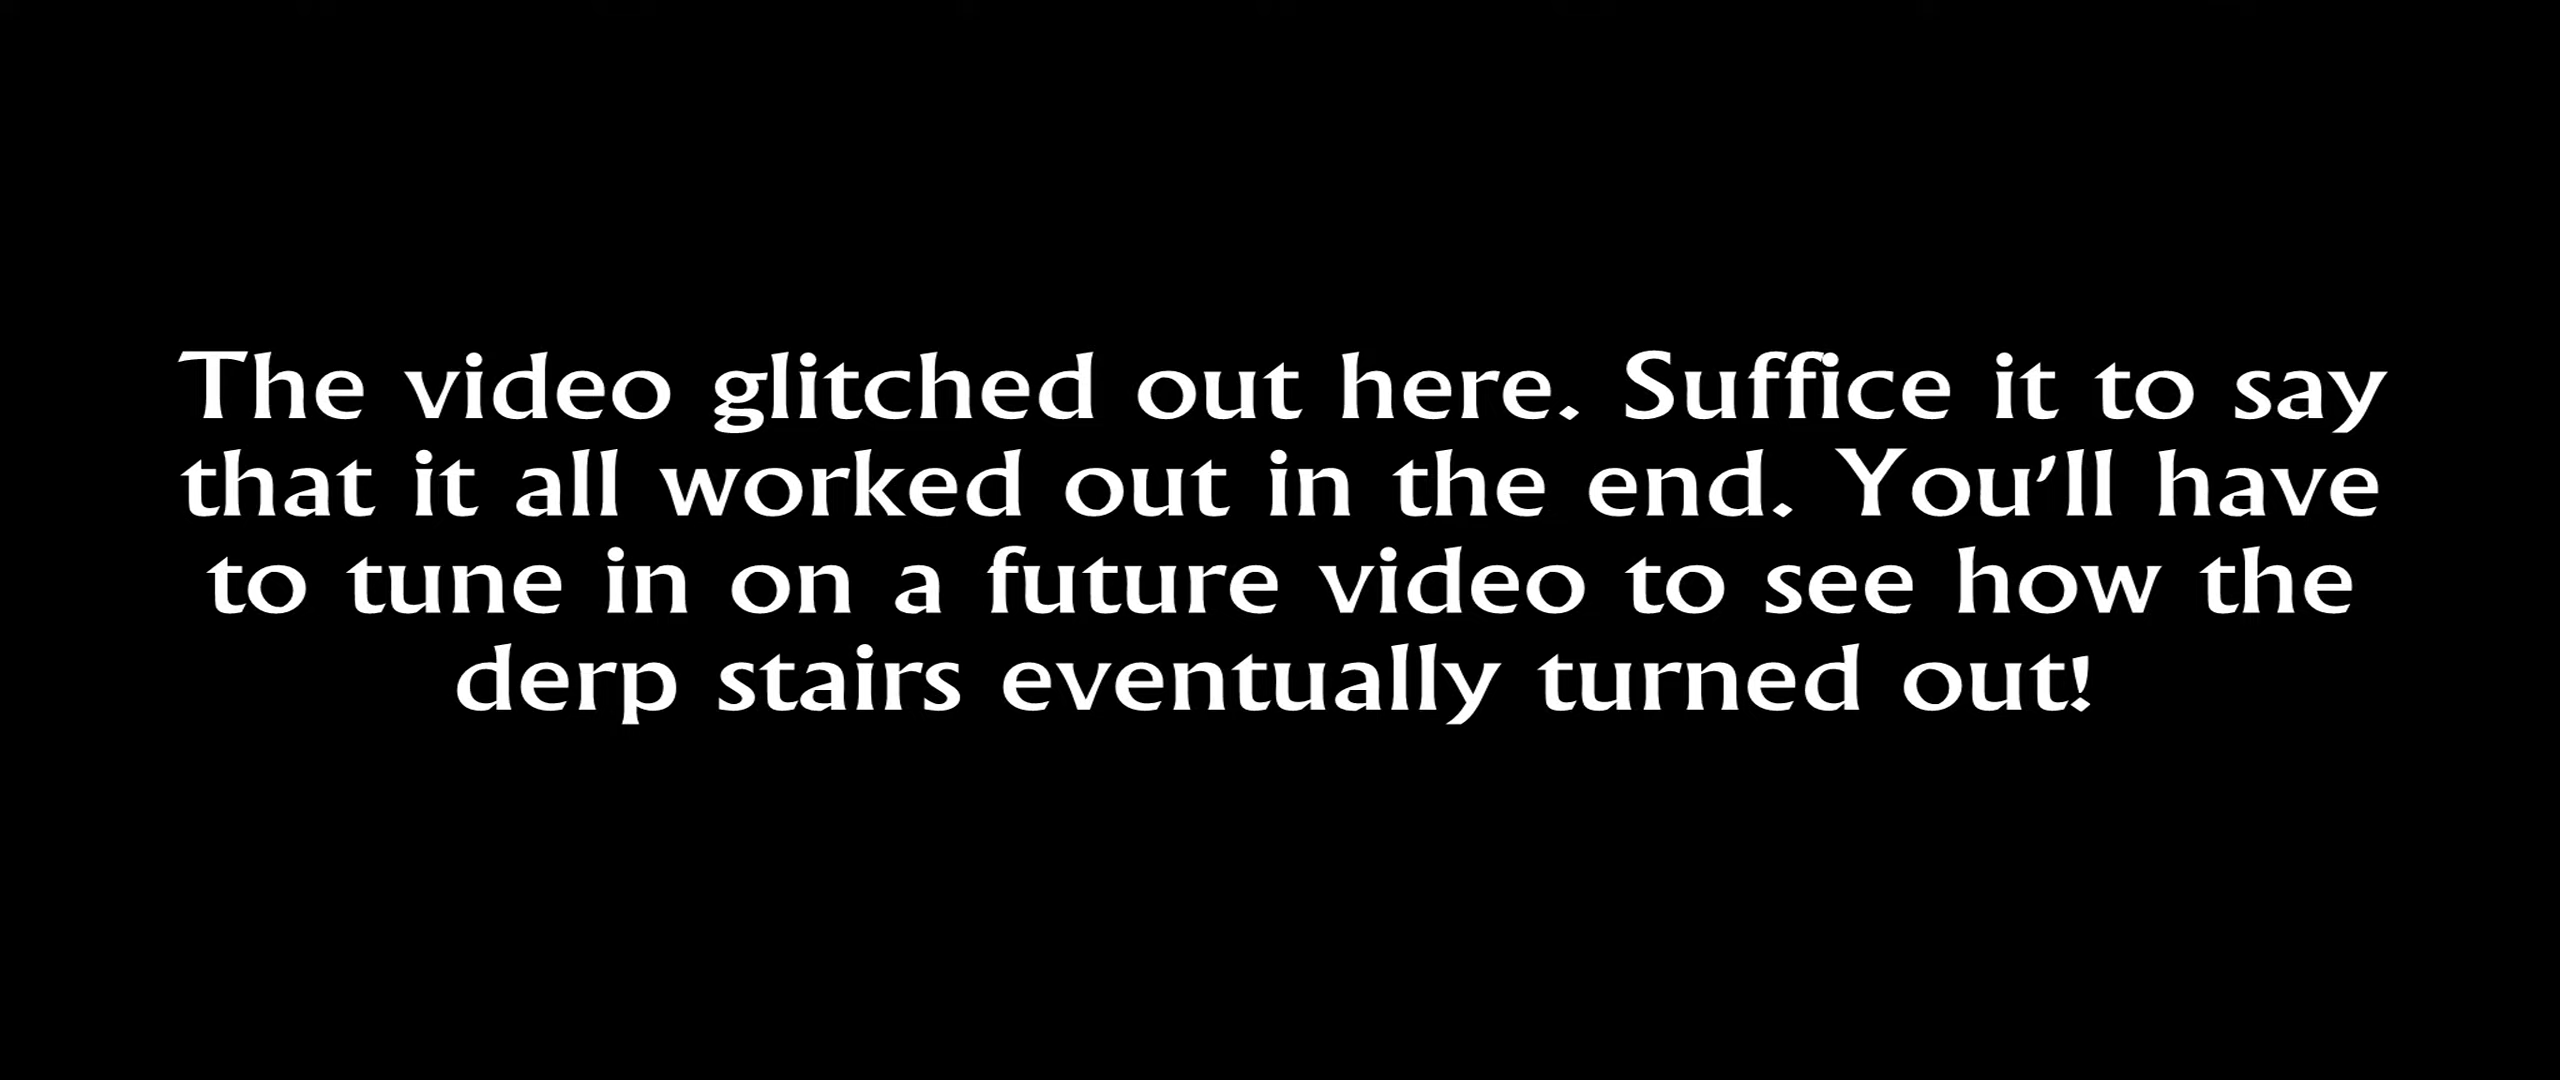 The video glitched out here. Suffice it to say
that it all worked out in the end. You'll have
to tune in on a future video to see how the
derp stairs eventually turned out!